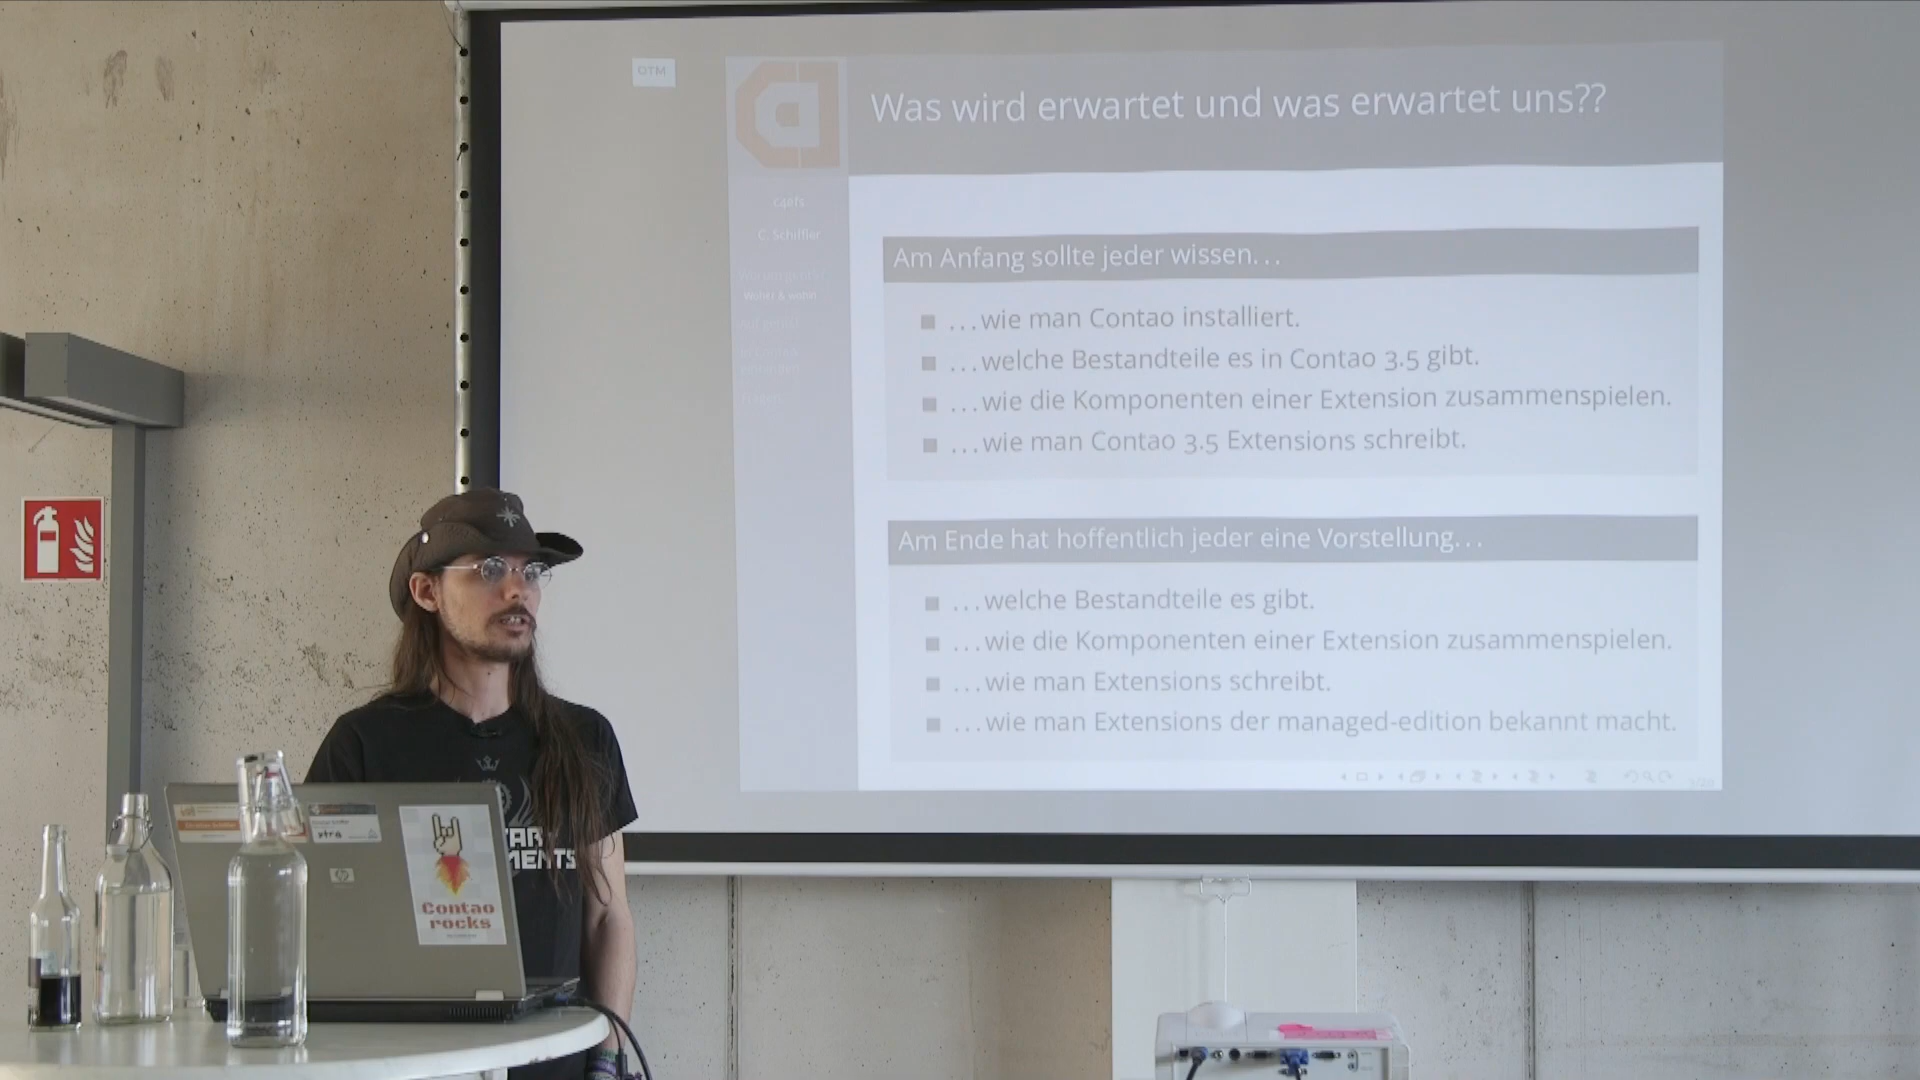 OTM
Was wird erwartet und was erwartet uns??
c4efs
C. Schiffler
Am Anfang sollte jeder wissen...
...wie man Contao installiert.
...welche Bestandteile es in Contao 3.5 gibt.
...wie die Komponenten einer Extension zusammenspielen.
...wie man Contao 3.5 Extensions schreibt.
Am Ende hat hoffentlich jeder eine Vorstellung...
...welche Bestandteile es gibt.
...wie die Komponenten einer Extension zusammenspielen.
...wie man Extensions schreibt.
...wie man Extensions der managed-edition bekannt macht.
hp
Contao
rocks